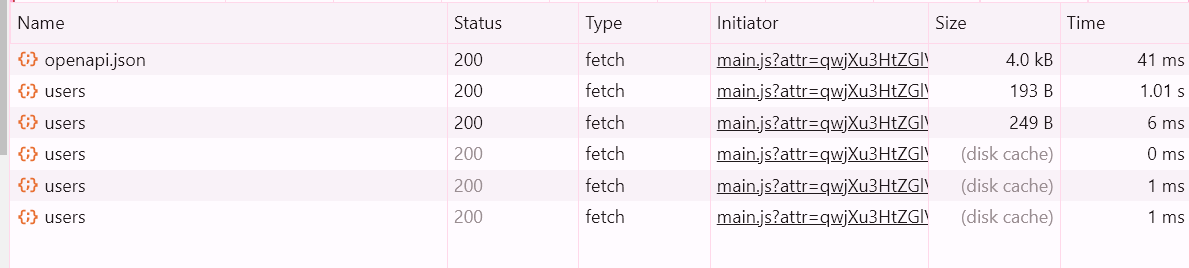 Name Status Type Initiator Size Time
openapi.json 200 fetch main.js?attr=qwjXu3HtZGl 4.0 kB 41 ms
users 200 fetch main.js?attr=qwjXu3HtZGl 193 B 1.01 s
users 200 fetch main.js?attr=qwjXu3HtZGl 249 B 6 ms
users 200 fetch main.js?attr=qwjXu3HtZGl (disk cache) 0 ms
users 200 fetch main.js?attr=qwjXu3HtZGl (disk cache) 1 ms
users 200 fetch main.js?attr=qwjXu3HtZGl (disk cache) 1 ms